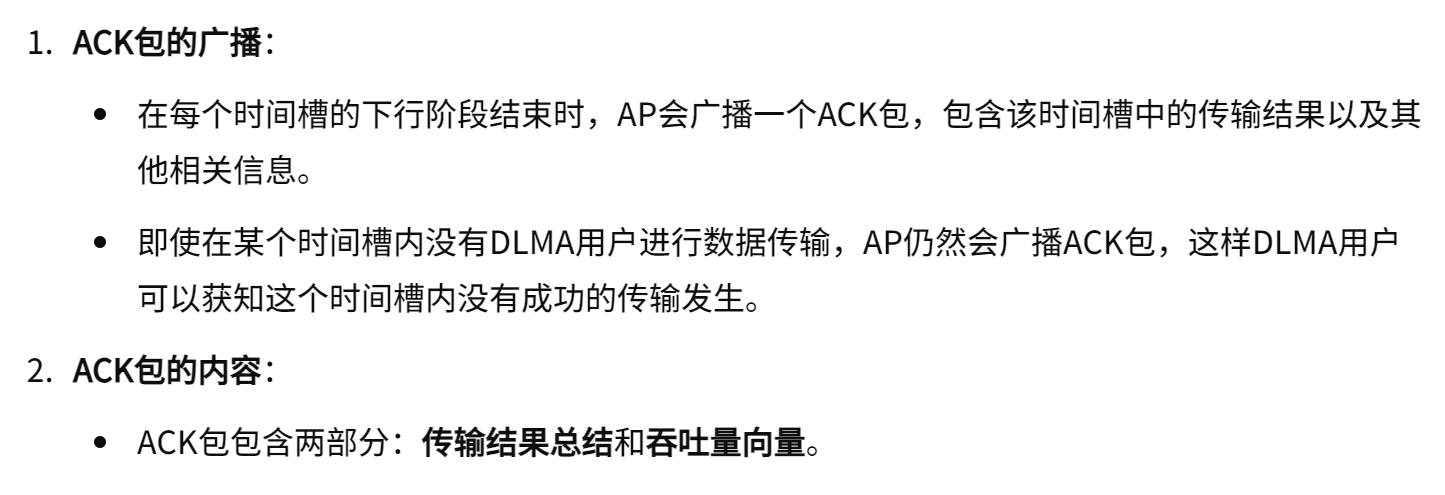 1. ACK包的广播：
• 在每个时间槽的下行阶段结束时，AP会广播一个ACK包，包含该时间槽中的传输结果以及其
他相关信息。
• 即使在某个时间槽内没有DLMA用户进行数据传输，AP仍然会广播ACK包，这样DLMA用户
可以获知这个时间槽内没有成功的传输发生。
2. ACK包的内容：
• ACK包包含两部分：传输结果总结和吞吐量向量。